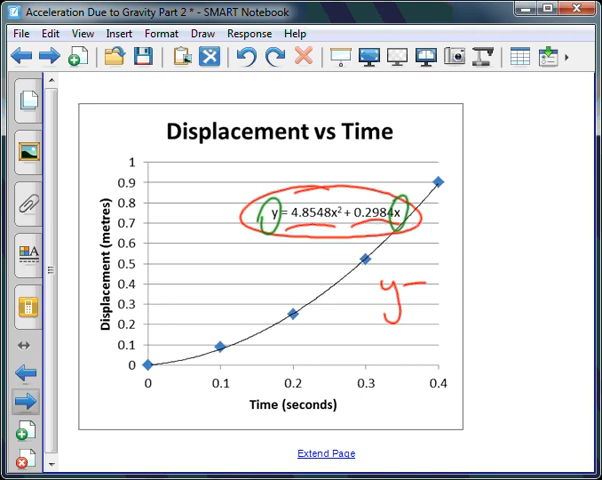 Acceleration Due to Gravity Part 2 * - SMART Notebook
File Edit View Insert Format Draw Response Help
Displacement vs Time
1
0.9
0.8
0.7
0.6
0.5
0.4
0.3
0.2
0.1
0
Displacement (metres)
y = 4.8548x² + 0.2984x
y
0 0.1 0.2 0.3 0.4
Time (seconds)
Extend Page